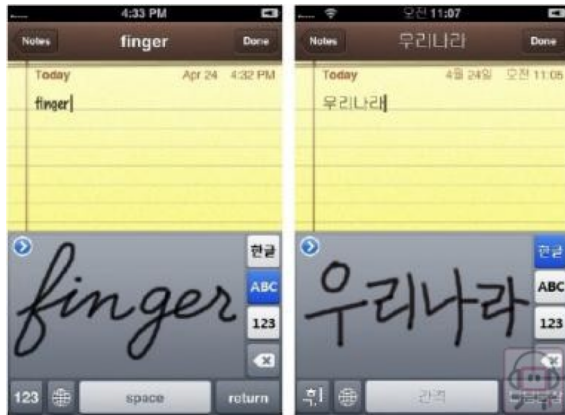 4:33 PM
Notes
finger
Done
Today
Apr 24 4:32 PM
finger
finger
한글
ABC
123
123
space
return
오전 11:07
Notes
우리나라
Done
Today
4월 24일 오전 11:06
우리나라
우리나라
한글
ABC
123
간격